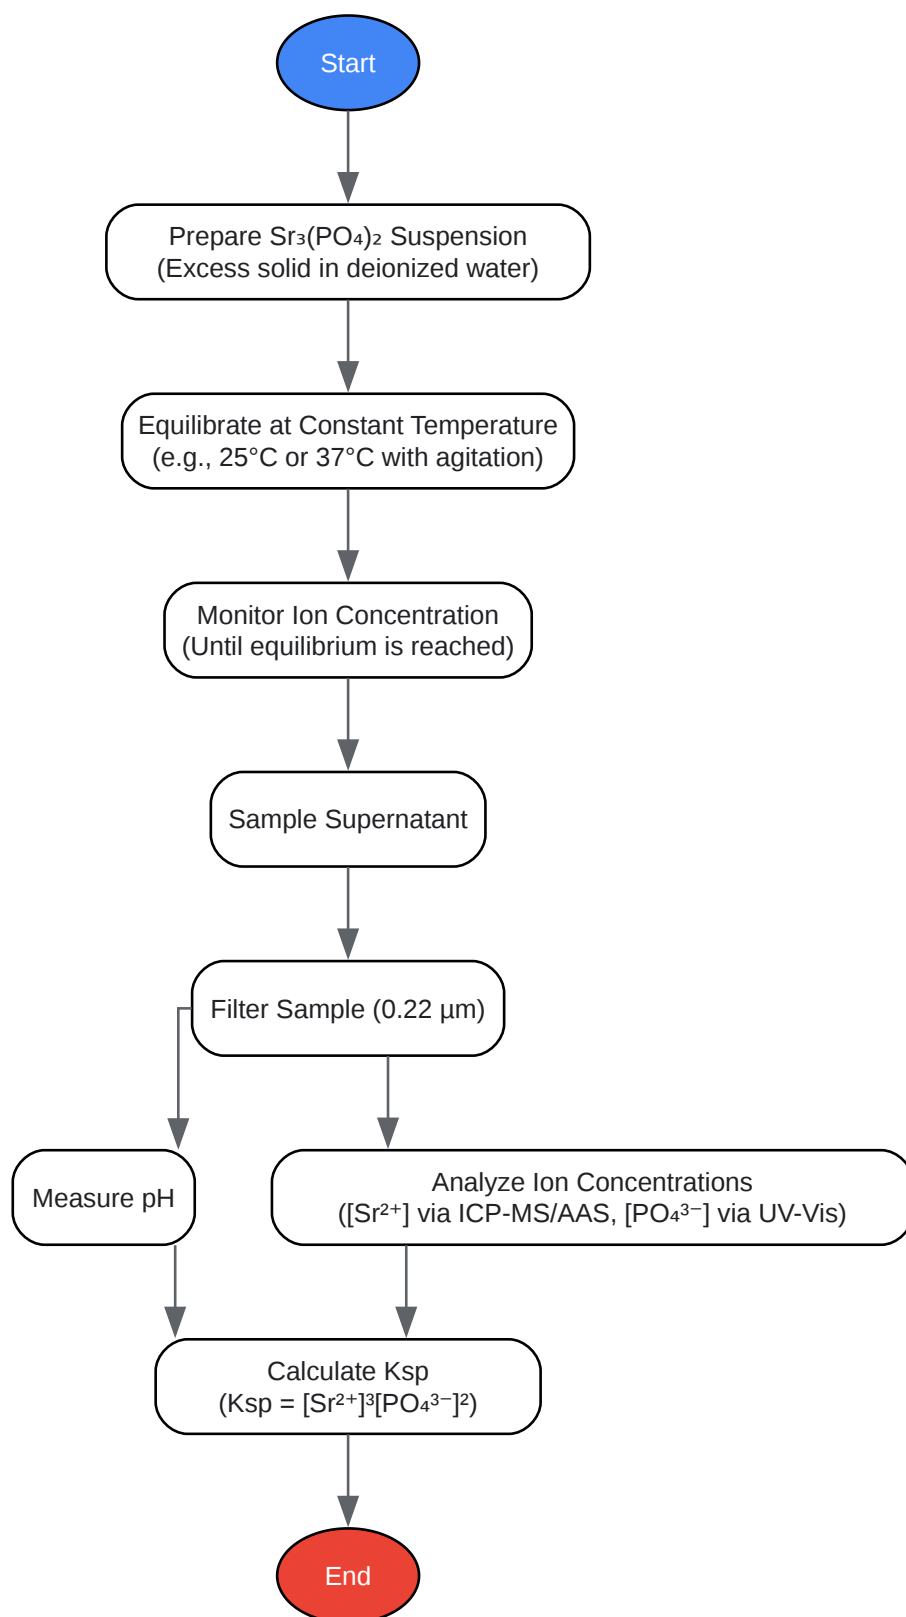 Start
Prepare Sr₃(PO₄)₂ Suspension
(Excess solid in deionized water)
Equilibrate at Constant Temperature
(e.g., 25°C or 37°C with agitation)
Monitor Ion Concentration
(Until equilibrium is reached)
Sample Supernatant
Filter Sample (0.22 µm)
Measure pH
Analyze Ion Concentrations
([Sr²⁺] via ICP-MS/AAS, [PO₄³⁻] via UV-Vis)
Calculate Ksp
(Ksp = [Sr²⁺]³[PO₄³⁻]²)
End